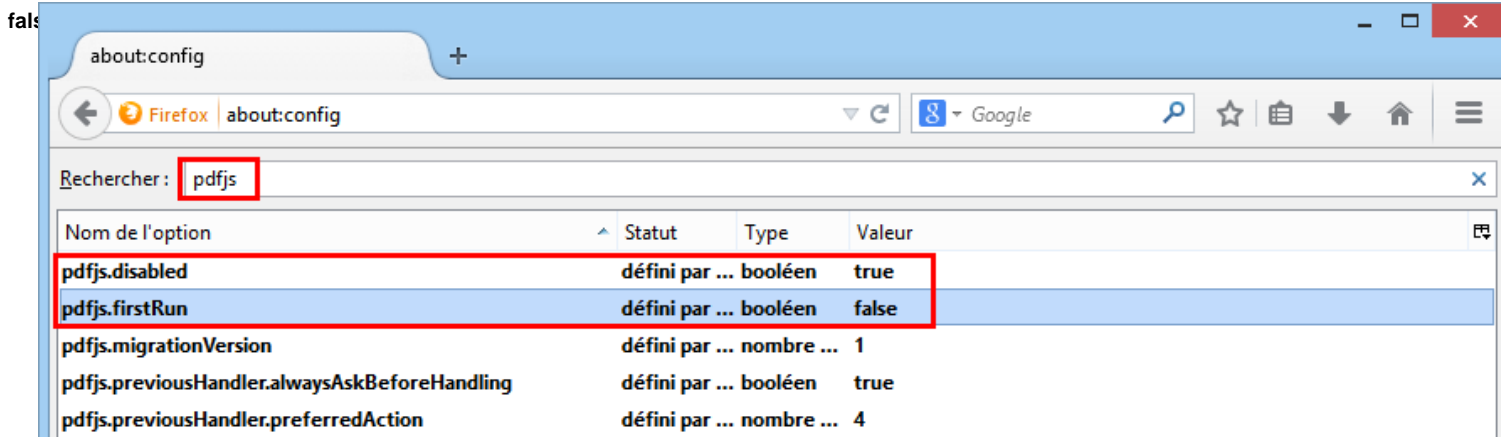 about:config
Firefox about:config Google
Rechercher : pdfjs
Nom de l'option Statut Type Valeur
pdfjs.disabled défini par ... booléen true
pdfjs.firstRun défini par ... booléen false
pdfjs.migrationVersion défini par ... nombre ... 1
pdfjs.previousHandler.alwaysAskBeforeHandling défini par ... booléen true
pdfjs.previousHandler.preferredAction défini par ... nombre ... 4